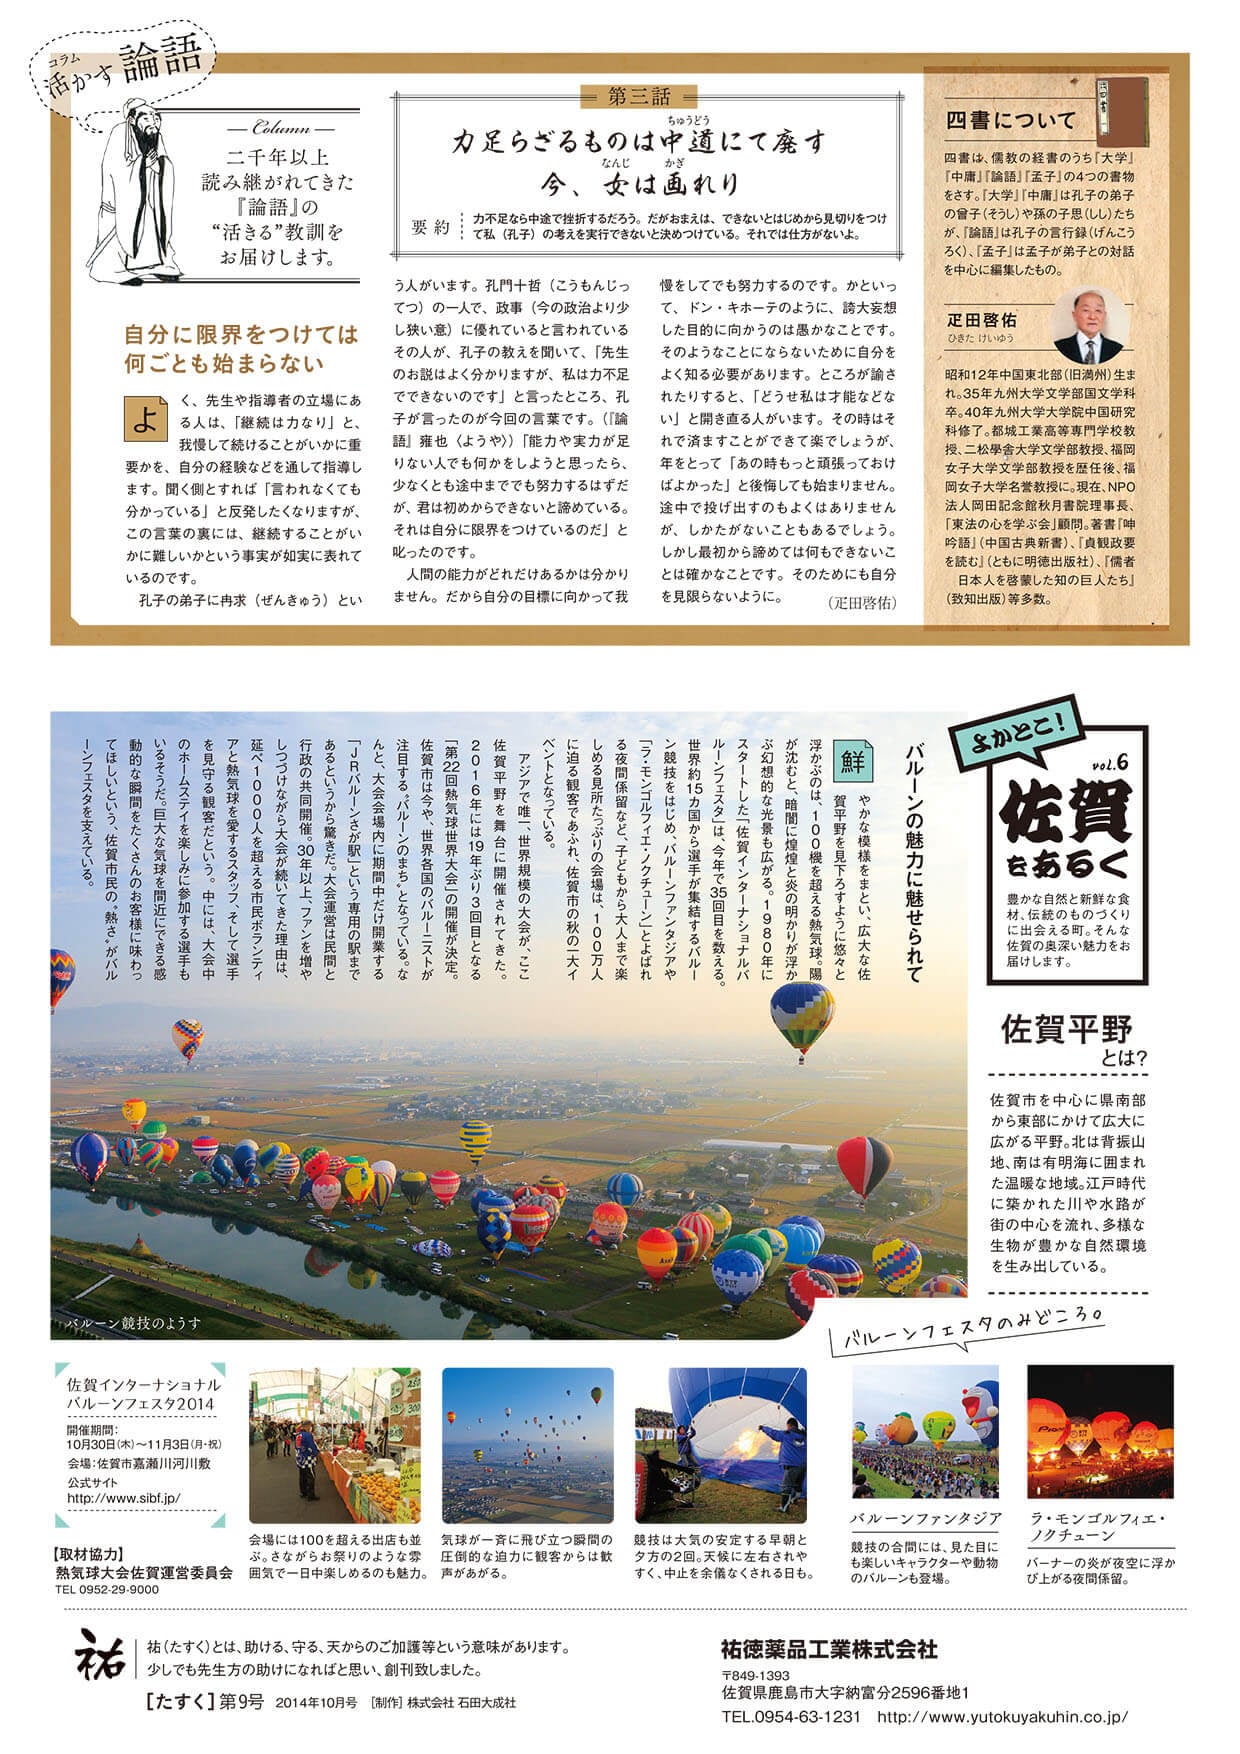 コラム
活かす 論語
Column
二千年以上
読み継がれてきた
『論語』の
“活きる”教訓を
お届けします。
第三話
力足らざるものは中道にて廃す
ちゅうどう
今、女は画れり
なんじ
かぎ
要約
力不足なら中途で挫折するだろう。だがおまえは、できないとはじめから見切りをつけ
て私（孔子）の考えを実行できないと決めつけている。それでは仕方がないよ。
自分に限界をつけては
何ごとも始まらない
よく、先生や指導者の立場にあ
る人は、「継続は力なり」と、
我慢して続けることがいかに重
要かを、自分の経験などを通して指導し
ます。聞く側とすれば「言われなくても
分かっている」と反発したくなりますが、
この言葉の裏には、継続することがい
かに難しいかという事実が如実に表れて
いるのです。
孔子の弟子に冉求（ぜんきゅう）とい
う人がいます。孔門十哲（こうもんじっ
てつ）の一人で、政事（今の政治より少
し狭い意）に優れていると言われている
その人が、孔子の教えを聞いて、「先生
のお説はよく分かりますが、私は力不足
でできないのです」と言ったところ、孔
子が言ったのが今回の言葉です。（『論
語』雍也〈ようや〉）「能力や実力が足
りない人でも何かをしようと思ったら、
少なくとも途中まででも努力するはずだ
が、君は初めからできないと諦めている。
それは自分に限界をつけているのだ」と
叱ったのです。
人間の能力がどれだけあるかは分かり
ません。だから自分の目標に向かって我
慢をしてでも努力するのです。かといっ
て、ドン・キホーテのように、誇大妄想
した目的に向かうのは愚かなことです。
そのようなことにならないために自分を
よく知る必要があります。ところが諭さ
れたりすると、「どうせ私は才能などな
い」と開き直る人がいます。その時はそ
れで済ますことができて楽でしょうが、
年をとって「あの時もっと頑張っておけ
ばよかった」と後悔しても始まりません。
途中で投げ出すのもよくはありません
が、しかたがないこともあるでしょう。
しかし最初から諦めては何もできないこ
とは確かなことです。そのためにも自分
を見限らないように。
（疋田啓佑）
四書について
四書は、儒教の経書のうち『大学』
『中庸』『論語』『孟子』の4つの書物
をさす。『大学』『中庸』は孔子の弟子
の曾子（そうし）や孫の子思（しし）たち
が、『論語』は孔子の言行録（げんこう
ろく）、『孟子』は孟子が弟子との対話
を中心に編集したもの。
疋田啓佑
ひきた けいゆう
昭和12年中国東北部（旧満州）生ま
れ。35年九州大学文学部国文学科
卒。40年九州大学大学院中国研究
科修了。都城工業高等専門学校教
授、二松學舎大学文学部教授、福岡
女子大学文学部教授を歴任後、福
岡女子大学名誉教授に。現在、NPO
法人岡田記念館秋月書院理事長、
「東洋の心を学ぶ会」顧問。著書『呻
吟語』（中国古典新書）、『貞観政要
を読む』（ともに明徳出版社）、『儒者
日本人を啓蒙した知の巨人たち』
（致知出版）等多数。
よかとこ！
vol.6
佐賀
をあるく
豊かな自然と新鮮な食
材、伝統のものづくり
に出会える町。そんな
佐賀の奥深い魅力をお
届けします。
バルーンの魅力に魅せられて
鮮やかな模様をまとい、広大な佐
賀平野を見下ろすように悠々と
浮かぶのは、100機を超える熱気球。陽
が沈むと、暗闇に煌煌と炎の明かりが浮か
ぶ幻想的な光景も広がる。1980年に
スタートした「佐賀インターナショナルバ
ルーンフェスタ」は、今年で35回目を数える。
世界約15カ国から選手が集結するバルー
ン競技をはじめ、バルーンファンタジアや
「ラ・モンゴルフィエ・ノクチューン」とよばれ
る夜間係留など、子どもから大人まで楽
しめる見所たっぷりの会場は、100万人
に迫る観客であふれ、佐賀市の秋の一大イ
ベントとなっている。
アジアで唯一、世界規模の大会が、ここ
佐賀平野を舞台に開催されてきた。
2016年には19年ぶり3回目となる
「第22回熱気球世界大会」の開催が決定。
佐賀市は今や、世界各国のバルーニストが
注目する“バルーンのまち”となっている。な
んと、大会会場内に期間中だけ開業する
「JRバルーンさが駅」という専用の駅まで
あるというから驚きだ。大会運営は民間と
行政の共同開催。30年以上、ファンを増や
しつづけながら大会が続いてきた理由は、
延べ1000人を超える市民ボランティ
アと熱気球を愛するスタッフ、そして選手
を見守る観客だという。中には、大会中
のホームステイを楽しみに参加する選手も
いるそうだ。巨大な気球を間近にできる感
動的な瞬間をたくさんのお客様に味わっ
てほしいという、佐賀市民の“熱さ”がバル
ーンフェスタを支えている。
バルーン競技のようす
佐賀平野
とは？
佐賀市を中心に県南部
から東部にかけて広大に
広がる平野。北は背振山
地、南は有明海に囲まれ
た温暖な地域。江戸時代
に築かれた川や水路が
街の中心を流れ、多様な
生物が豊かな自然環境
を生み出している。
バルーンフェスタのみどころ。
佐賀インターナショナル
バルーンフェスタ2014
開催期間：
10月30日（木）〜11月3日（月・祝）
会場：佐賀市嘉瀬川河川敷
公式サイト
http://www.sibf.jp/
【取材協力】
熱気球大会佐賀運営委員会
TEL 0952-29-9000
会場には100を超える出店も並
ぶ。さながらお祭りのような雰
囲気で一日中楽しめるのも魅力。
気球が一斉に飛び立つ瞬間の
圧倒的な迫力に観客からは歓
声があがる。
競技は大気の安定する早朝と
夕方の2回。天候に左右されや
すく、中止を余儀なくされる日も。
バルーンファンタジア
競技の合間には、見た目に
も楽しいキャラクターや動物
のバルーンも登場。
ラ・モンゴルフィエ・
ノクチューン
バーナーの炎が夜空に浮か
び上がる夜間係留。
祐
祐（たすく）とは、助ける、守る、天からのご加護等という意味があります。
少しでも先生方の助けになればと思い、創刊致しました。
［たすく］第9号 2014年10月号 ［制作］株式会社 石田大成社
祐徳薬品工業株式会社
〒849-1393
佐賀県鹿島市大字納富分2596番地1
TEL.0954-63-1231 http://www.yutokuyakuhin.co.jp/